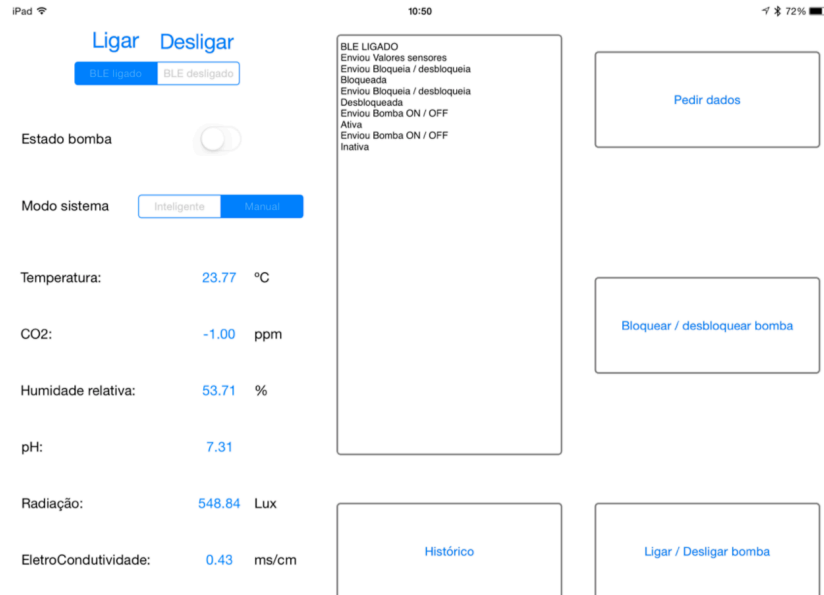 iPad 10:50 72%
Ligar Desligar
BLE ligado BLE desligado
Estado bomba
Modo sistema Inteligente Manual
Temperatura: 23.77 ºC
CO2: -1.00 ppm
Humidade relativa: 53.71 %
pH: 7.31
Radiação: 548.84 Lux
EletroCondutividade: 0.43 ms/cm
BLE LIGADO
Enviou Valores sensores
Enviou Bloqueia / desbloqueia
Bloqueada
Enviou Bloqueia / desbloqueia
Desbloqueada
Enviou Bomba ON / OFF
Ativa
Enviou Bomba ON / OFF
Inativa
Histórico
Pedir dados
Bloquear / desbloquear bomba
Ligar / Desligar bomba